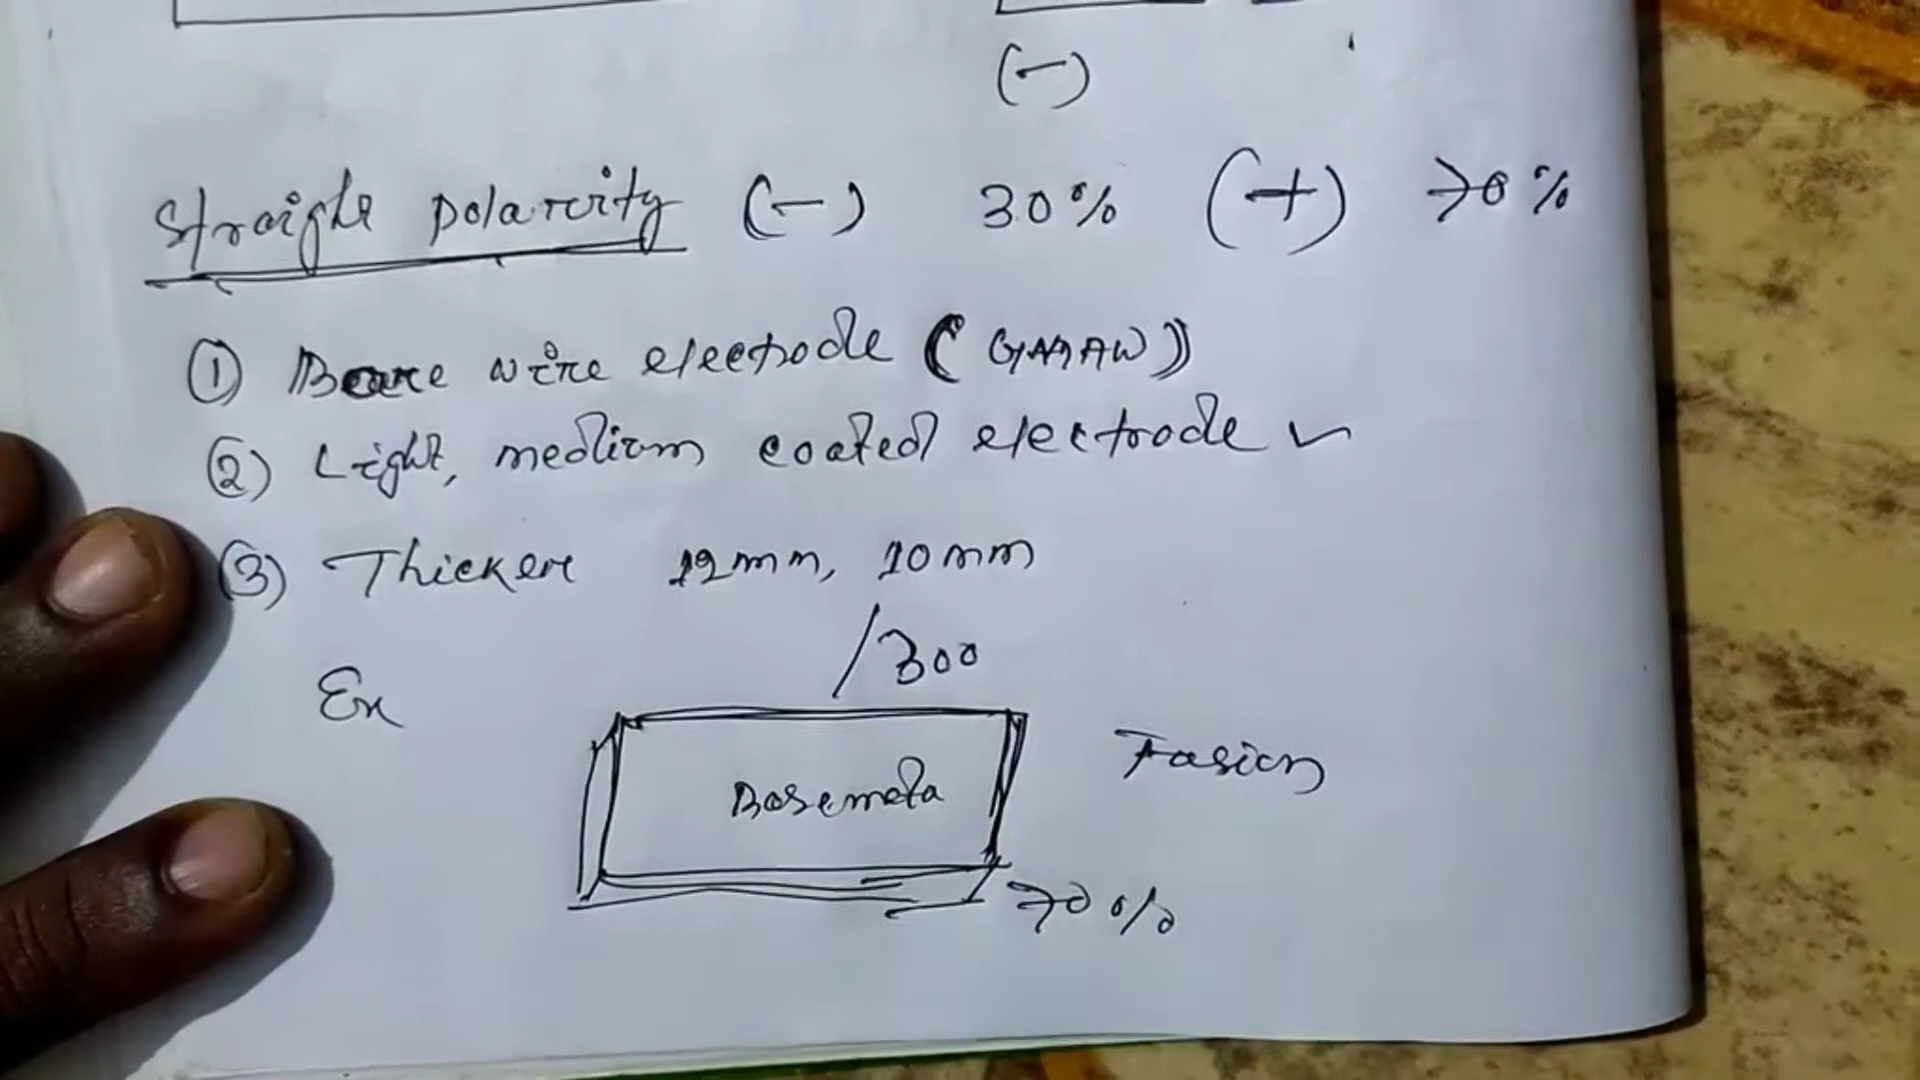 (-)
Straight polarity (-) 30% (+) 70%
① Bare wire electrode (GMAW)
② Light, medium coated electrode
③ Thicker 12mm, 10mm
300
Ex
Basemeta
Fusion
70%